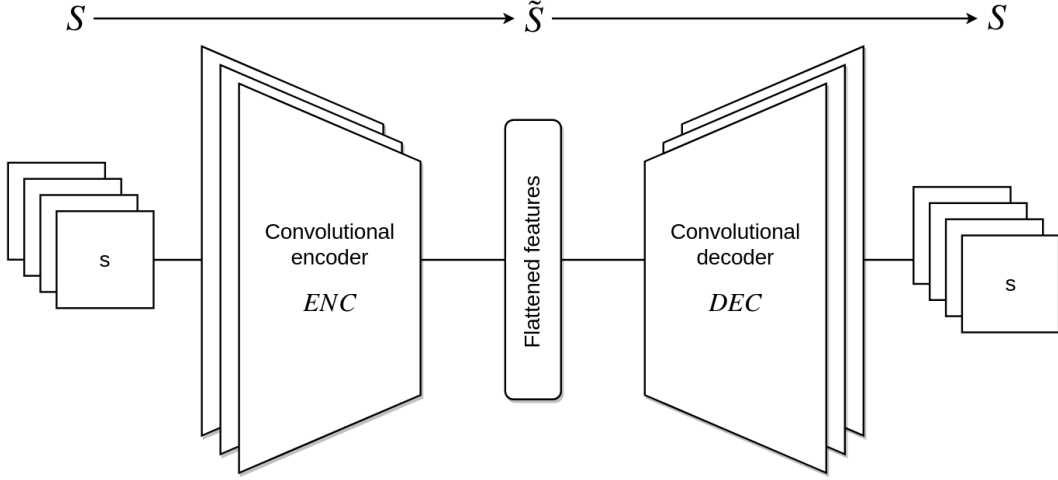 S
S̃
S
s
Convolutional
encoder
ENC
Flattened features
Convolutional
decoder
DEC
s